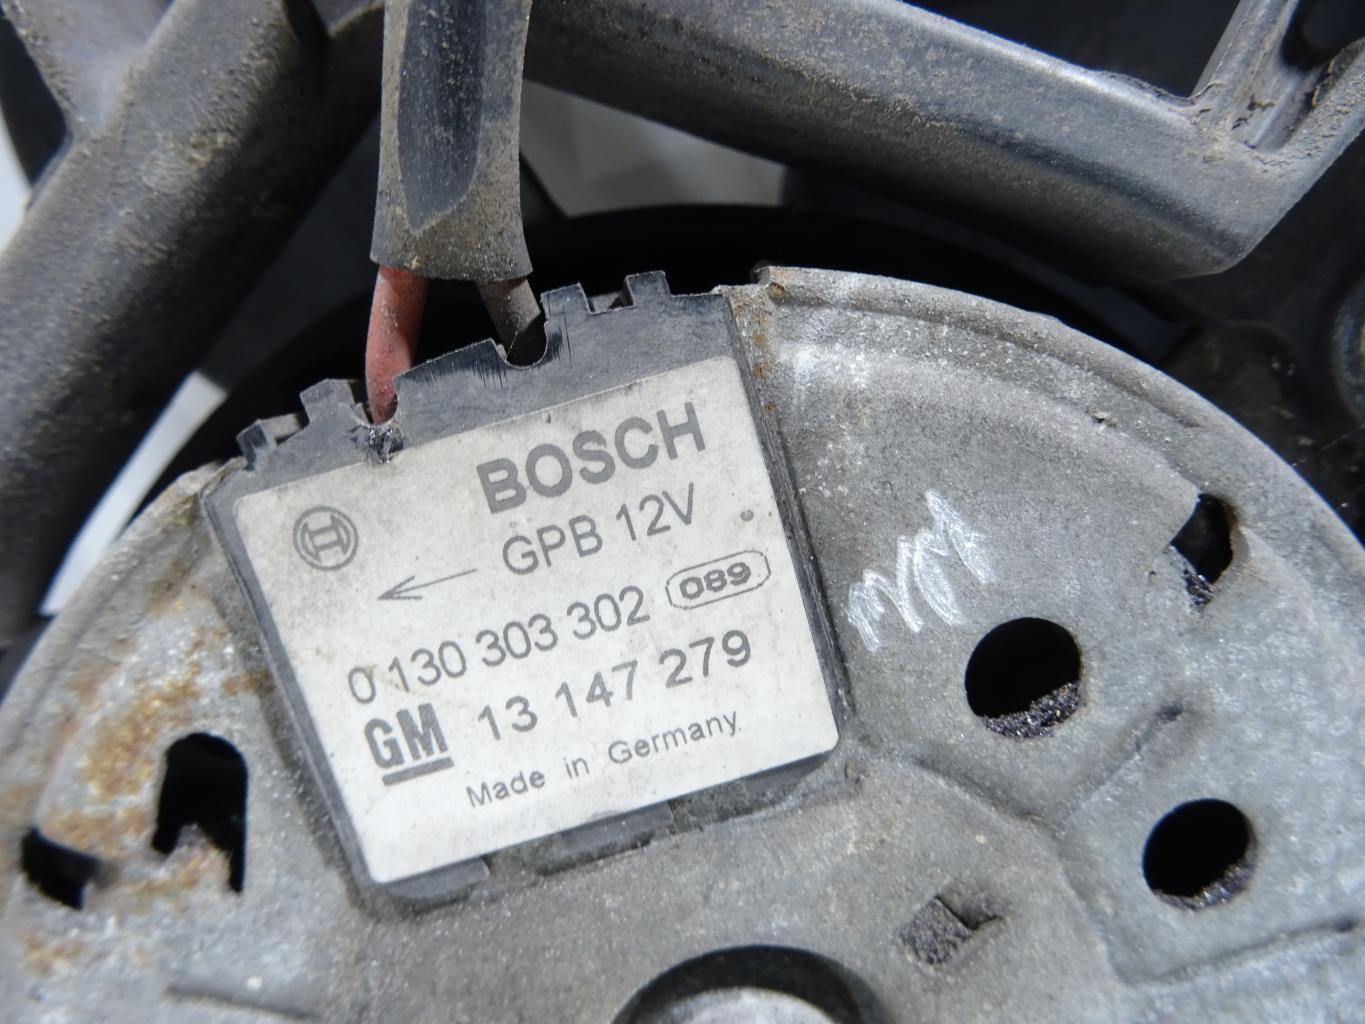 BOSCH
GPB 12V
0 130 303 302 089
GM 13 147 279
Made in Germany.